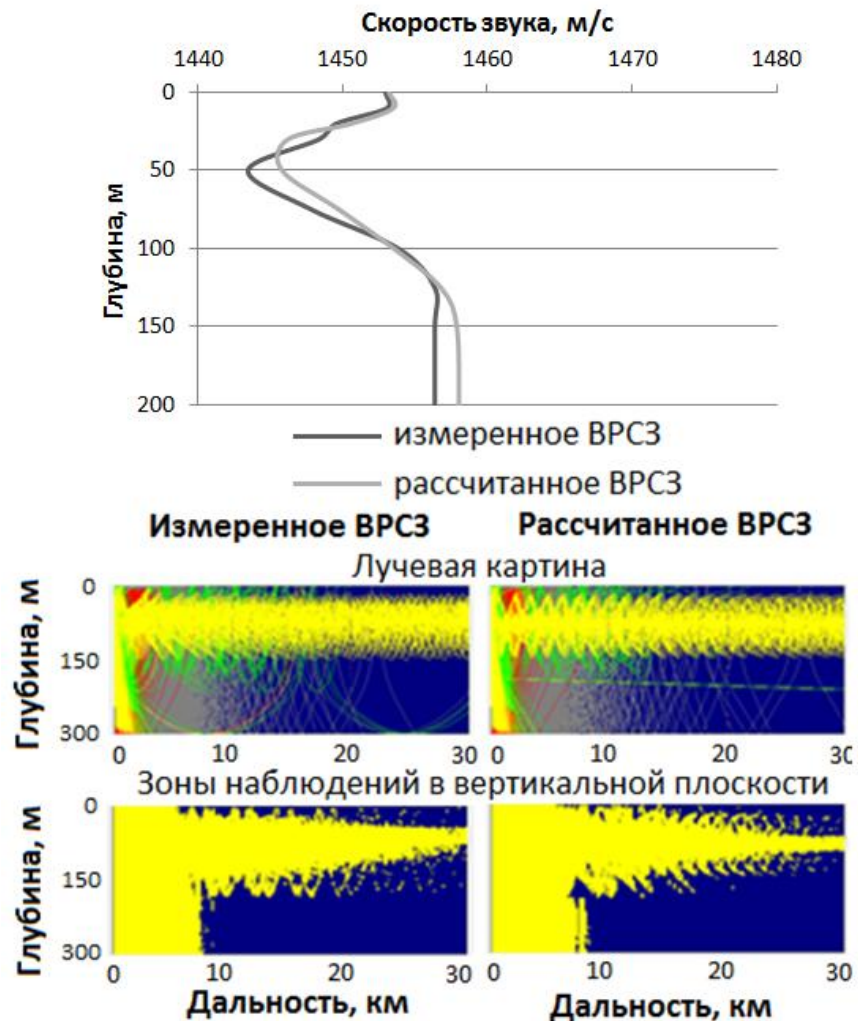 Скорость звука, м/с
1440 1450 1460 1470 1480
0
50
100
150
200
Глубина, м
измеренное ВРСЗ
рассчитанное ВРСЗ
Измеренное ВРСЗ Рассчитанное ВРСЗ
Лучевая картина
0
150
300
Глубина, м
0 10 20 30 0 10 20 30
Зоны наблюдений в вертикальной плоскости
0
150
300
Глубина, м
0 10 20 30 0 10 20 30
Дальность, км Дальность, км